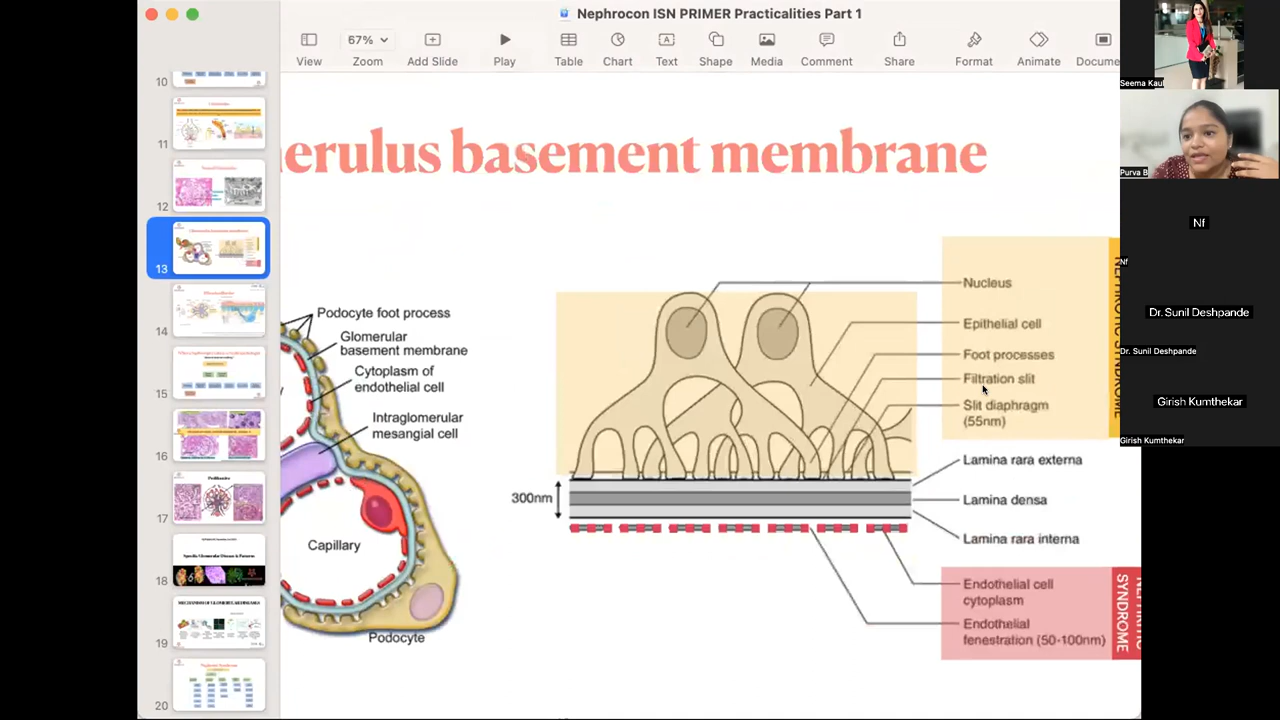 Nephrocon ISN PRIMER Practicalities Part 1
67%
View
Zoom
Add Slide
Play
Table
Chart
Text
Shape
Media
Comment
Share
Format
Animate
Docume
10
11
12
13
14
15
16
17
18
19
20
erulus basement membrane
Podocyte foot process
Glomerular
basement membrane
Cytoplasm of
endothelial cell
Intraglomerular
mesangial cell
Capillary
Podocyte
300nm
Nucleus
Epithelial cell
Foot processes
Filtration slit
Slit diaphragm
(55nm)
Lamina rara externa
Lamina densa
Lamina rara interna
Endothelial cell
cytoplasm
Endothelial
fenestration (50-100nm)
SYNDROME
Seema Kaul
Purva B
Nf
Nf
Dr. Sunil Deshpande
Dr. Sunil Deshpande
Girish Kumthekar
Girish Kumthekar